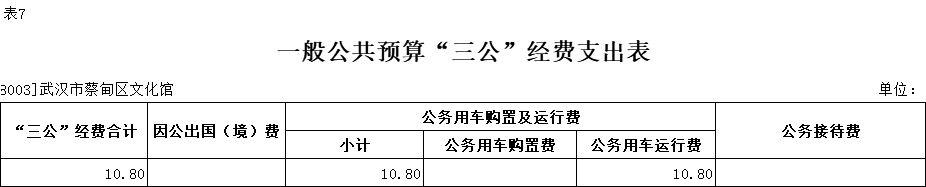 表7
一般公共预算“三公”经费支出表
3003]武汉市蔡甸区文化馆 单位：
“三公”经费合计 因公出国（境）费 公务用车购置及运行费 公务接待费
小计 公务用车购置费 公务用车运行费
10.80 10.80 10.80